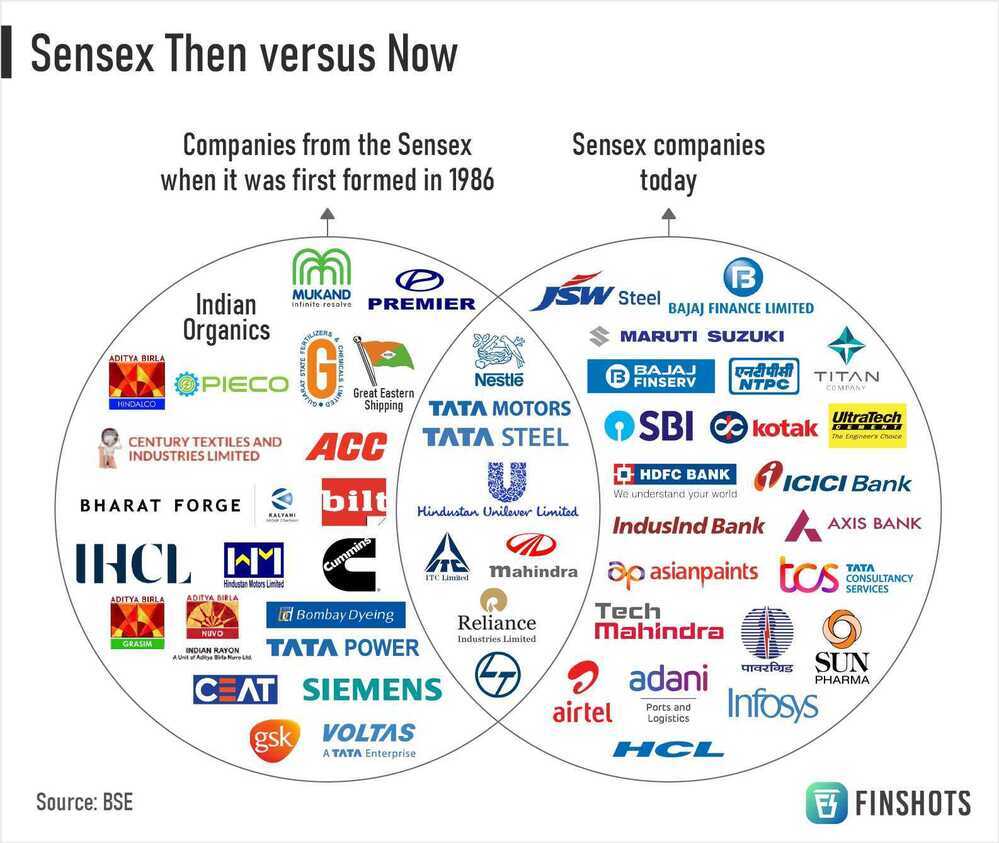 Sensex Then versus Now
Companies from the Sensex
when it was first formed in 1986
Sensex companies
today
MUKAND
infinite resolve
PREMIER
Indian
Organics
GUJARAT STATE FERTILIZERS & CHEMICALS LIMITED
G
Great Eastern
Shipping
ADITYA BIRLA
HINDALCO
PIECO
CENTURY TEXTILES AND
INDUSTRIES LIMITED
ACC
BHARAT FORGE
KALYANI
bilt
IHCL
HM
Hindustan Motors Limited
Cummins
ADITYA BIRLA
GRASIM
ADITYA BIRLA
NUVO
INDIAN RAYON
A Unit of Aditya Birla Nuvo Ltd.
Bombay Dyeing
TATA POWER
CEAT
SIEMENS
gsk
VOLTAS
A TATA Enterprise
Nestlé
TATA MOTORS
TATA STEEL
Hindustan Unilever Limited
ITC Limited
mahindra
Reliance
Industries Limited
LT
JSW Steel
B
BAJAJ FINANCE LIMITED
MARUTI SUZUKI
B BAJAJ
FINSERV
एनटीपीसी
NTPC
TITAN
COMPANY
SBI
kotak
UltraTech
CEMENT
The Engineer's Choice
HDFC BANK
We understand your world
ICICI Bank
IndusInd Bank
AXIS BANK
ap asianpaints
tcs TATA
CONSULTANCY
SERVICES
Tech
Mahindra
पावरग्रिड
SUN
PHARMA
airtel
adani
Ports and
Logistics
Infosys
HCL
Source: BSE
FINSHOTS